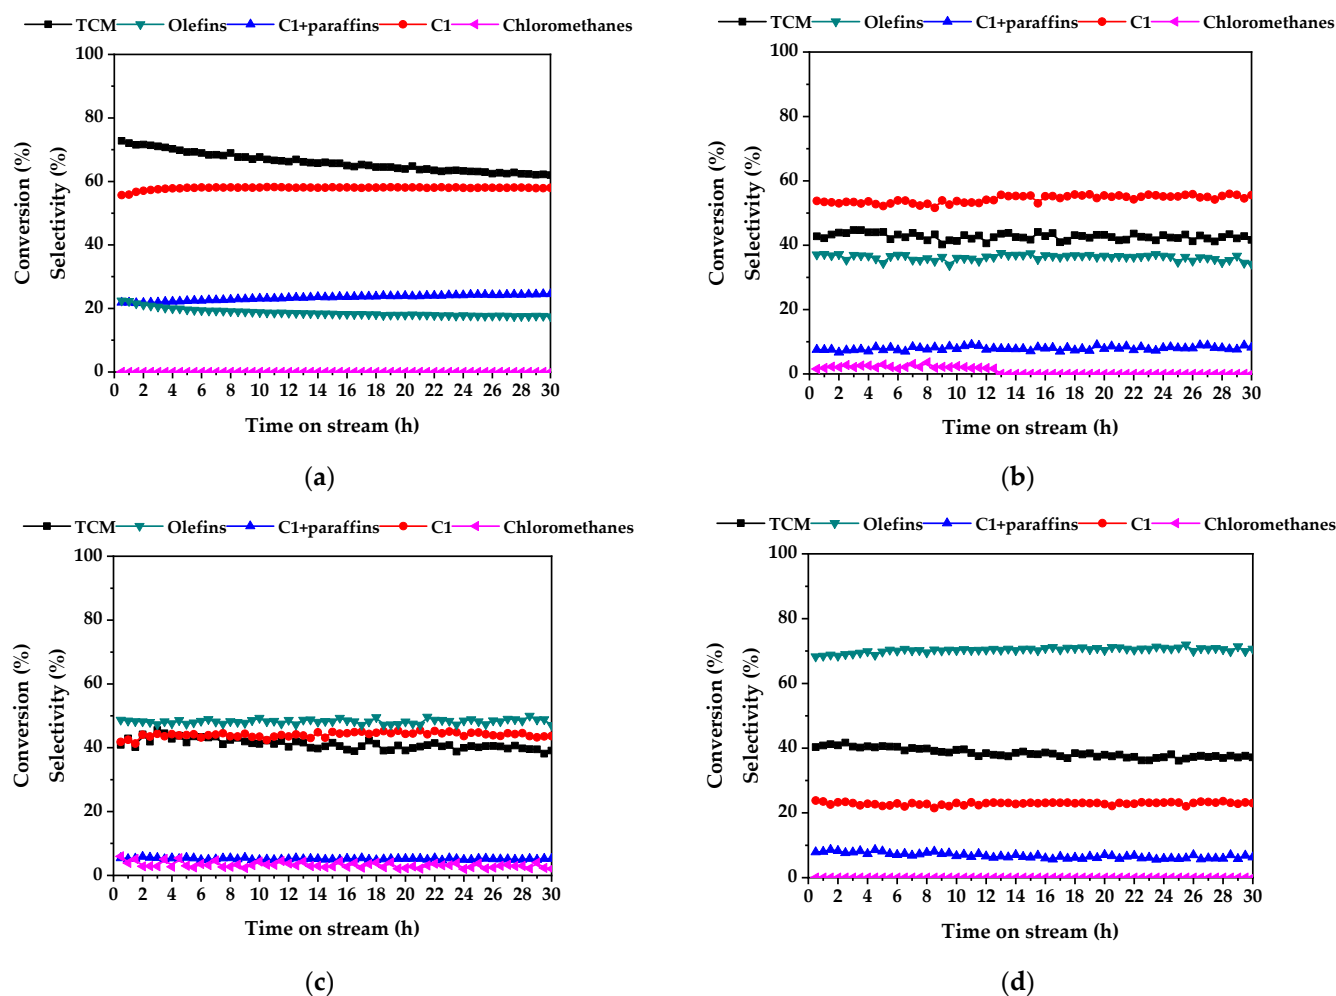 TCM Olefins C1+paraffins C1 Chloromethanes
100
80
60
40
20
0
0 2 4 6 8 10 12 14 16 18 20 22 24 26 28 30
Conversion (%)
Selectivity (%)
Time on stream (h)
(a)
TCM Olefins C1+paraffins C1 Chloromethanes
100
80
60
40
20
0
0 2 4 6 8 10 12 14 16 18 20 22 24 26 28 30
Conversion (%)
Selectivity (%)
Time on stream (h)
(b)
TCM Olefins C1+paraffins C1 Chloromethanes
100
80
60
40
20
0
0 2 4 6 8 10 12 14 16 18 20 22 24 26 28 30
Conversion (%)
Selectivity (%)
Time on stream (h)
(c)
TCM Olefins C1+paraffins C1 Chloromethanes
100
80
60
40
20
0
0 2 4 6 8 10 12 14 16 18 20 22 24 26 28 30
Conversion (%)
Selectivity (%)
Time on stream (h)
(d)